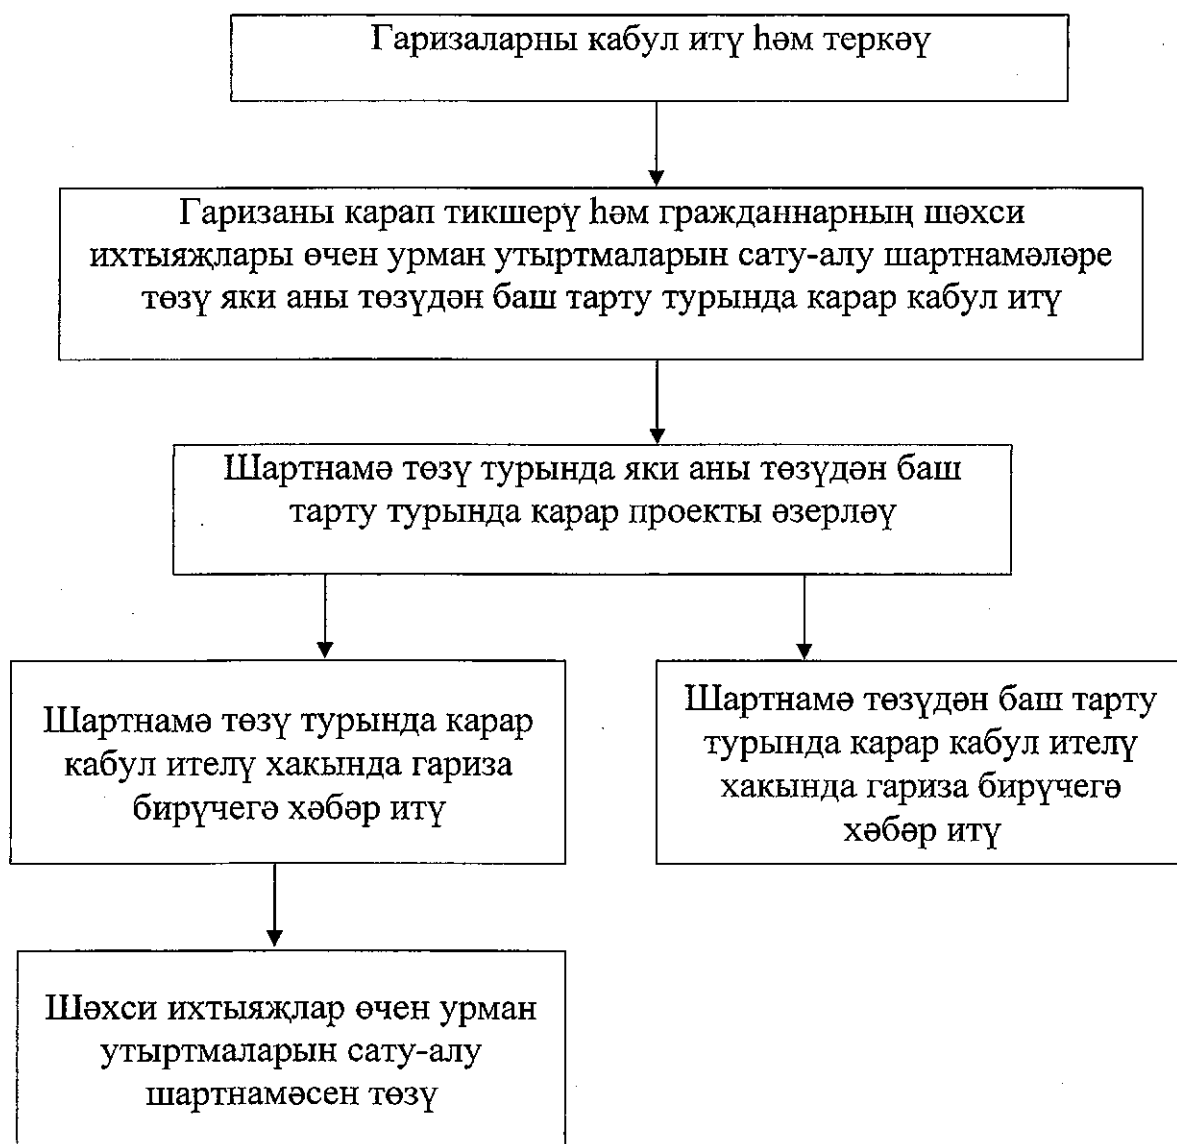 Гаризаларны кабул итү һәм теркәү
Гаризаны карап тикшерү һәм гражданнарның шәхси
ихтыяҗлары өчен урман утыртмаларын сату-алу шартнамәләре
төзү яки аны төзүдән баш тарту турында карар кабул итү
Шартнамә төзү турында яки аны төзүдән баш
тарту турында карар проекты әзерләү
Шартнамә төзү турында карар
кабул ителү хакында гариза
бирүчегә хәбәр итү
Шартнамә төзүдән баш тарту
турында карар кабул ителү
хакында гариза бирүчегә
хәбәр итү
Шәхси ихтыяҗлар өчен урман
утыртмаларын сату-алу
шартнамәсен төзү